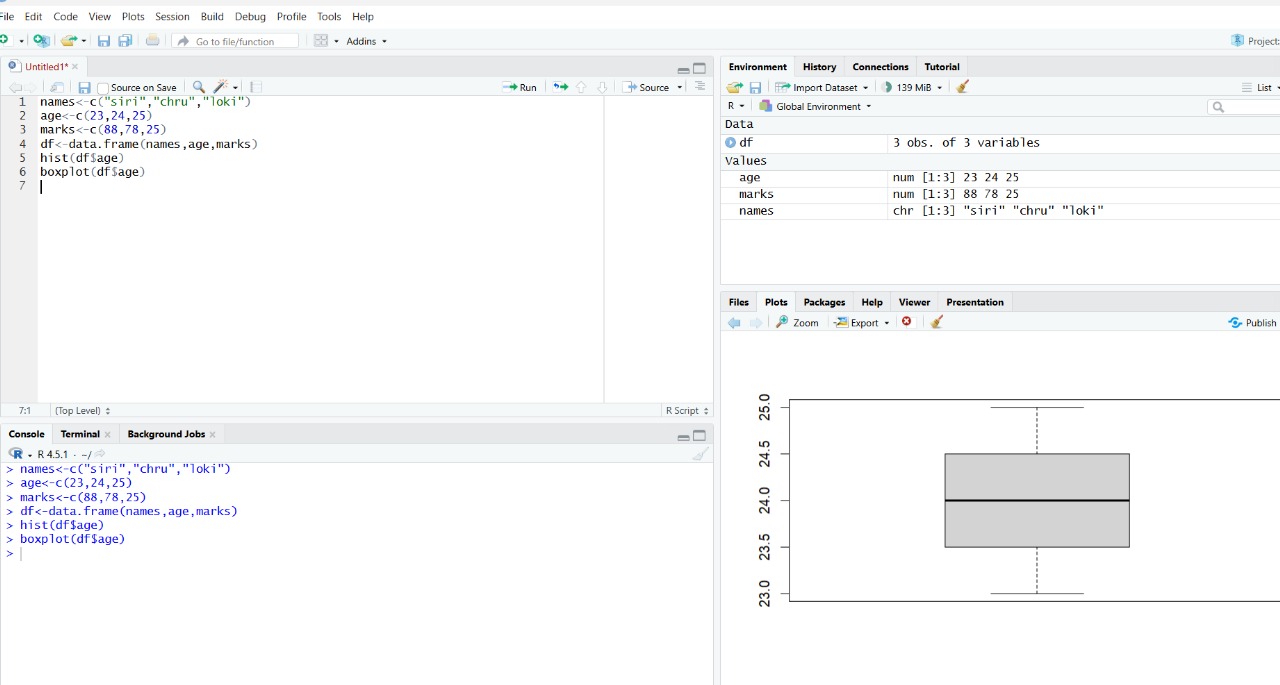 File Edit Code View Plots Session Build Debug Profile Tools Help
Go to file/function Addins Project:
Untitled1*
Source on Save Run Source
1 names<-c("siri","chru","loki")
2 age<-c(23,24,25)
3 marks<-c(88,78,25)
4 df<-data.frame(names,age,marks)
5 hist(df$age)
6 boxplot(df$age)
7
7:1 (Top Level) R Script
Console Terminal Background Jobs
R R 4.5.1 · ~/
> names<-c("siri","chru","loki")
> age<-c(23,24,25)
> marks<-c(88,78,25)
> df<-data.frame(names,age,marks)
> hist(df$age)
> boxplot(df$age)
>
Environment History Connections Tutorial
Import Dataset 139 MiB List
R Global Environment
Data
df 3 obs. of 3 variables
Values
age num [1:3] 23 24 25
marks num [1:3] 88 78 25
names chr [1:3] "siri" "chru" "loki"
Files Plots Packages Help Viewer Presentation
Zoom Export Publish
25.0
24.5
24.0
23.5
23.0